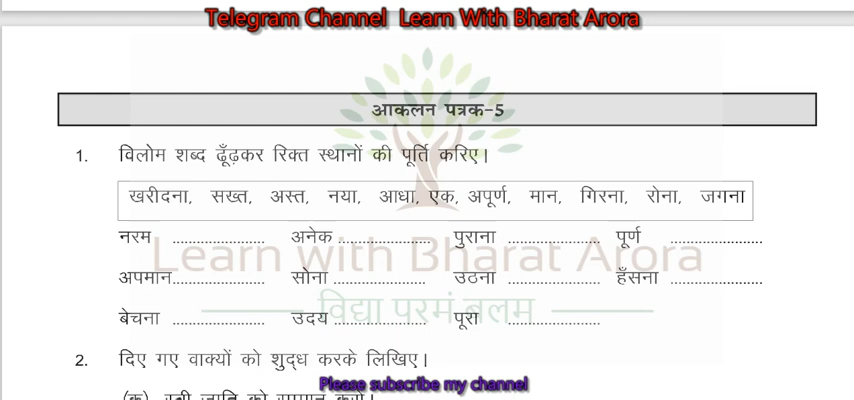 Telegram Channel Learn With Bharat Arora
आकलन पत्रक-5
1. विलोम शब्द ढूँढ़कर रिक्त स्थानों की पूर्ति करिए।
खरीदना, सख्त, अस्त, नया, आधा, एक, अपूर्ण, मान, गिरना, रोना, जगना
नरम ...................... अनेक ...................... पुराना ...................... पूर्ण ......................
Learn with Bharat Arora
अपमान...................... सोना ...................... उठना ...................... हँसना ......................
विद्या परमं बलम
बेचना ...................... उदय ...................... पूरी ......................
2. दिए गए वाक्यों को शुद्ध करके लिखिए।
Please subscribe my channel
(क) स्त्री जाति को सम्मान करो।